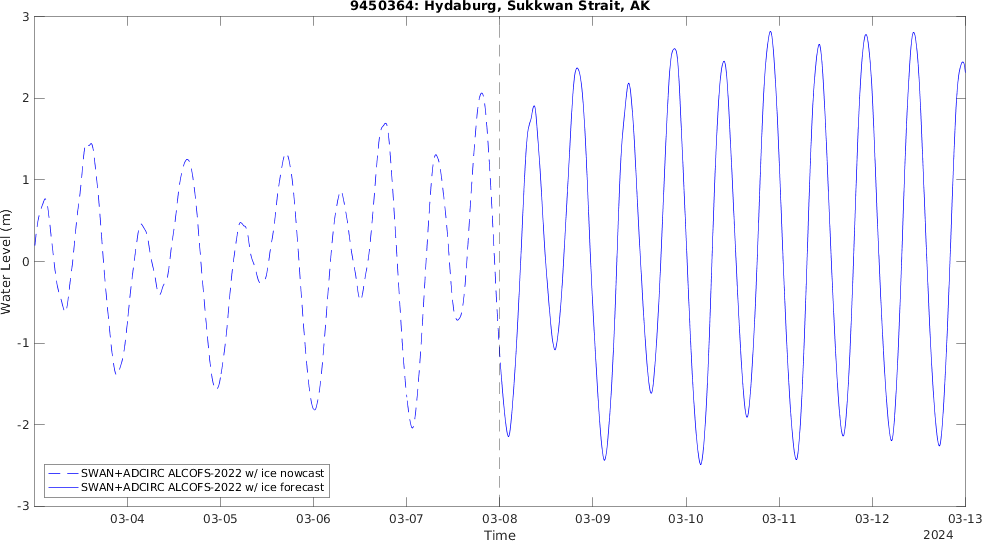 9450364: Hydaburg, Sukkwan Strait, AK
3
2
1
0
-1
-2
-3
Water Level (m)
SWAN+ADCIRC ALCOFS-2022 w/ ice nowcast
SWAN+ADCIRC ALCOFS-2022 w/ ice forecast
03-04 03-05 03-06 03-07 03-08 03-09 03-10 03-11 03-12 03-13
Time
2024